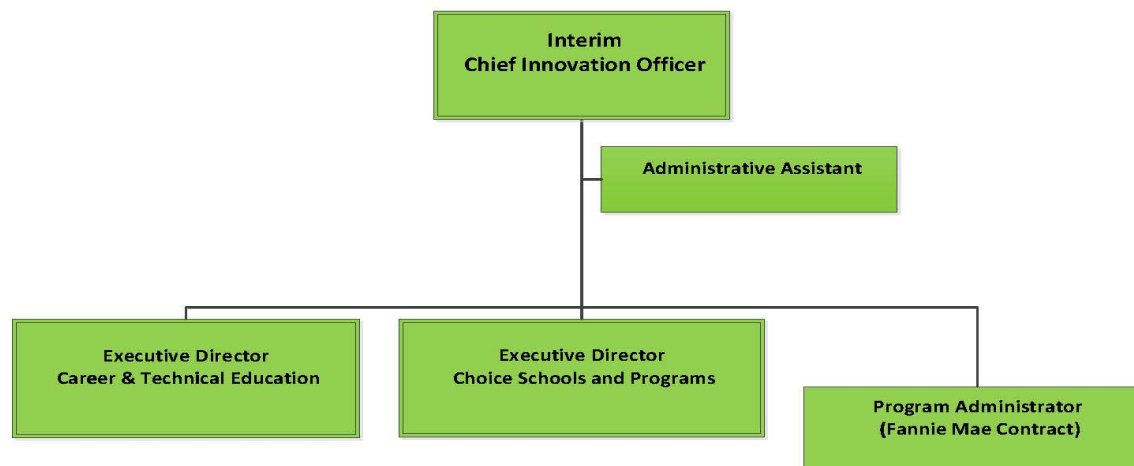 Interim
Chief Innovation Officer
Administrative Assistant
Executive Director
Career & Technical Education
Executive Director
Choice Schools and Programs
Program Administrator
(Fannie Mae Contract)